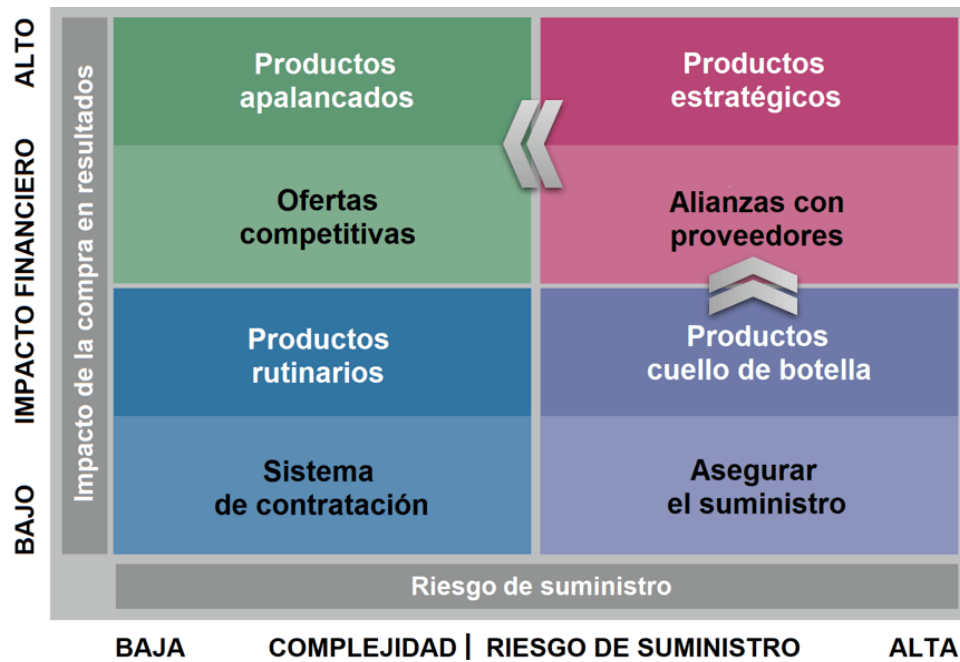 ALTO
IMPACTO FINANCIERO
BAJO
Impacto de la compra en resultados
Productos
apalancados
Ofertas
competitivas
Productos
estratégicos
Alianzas con
proveedores
Productos
rutinarios
Sistema
de contratación
Productos
cuello de botella
Asegurar
el suministro
Riesgo de suministro
BAJA COMPLEJIDAD | RIESGO DE SUMINISTRO ALTA